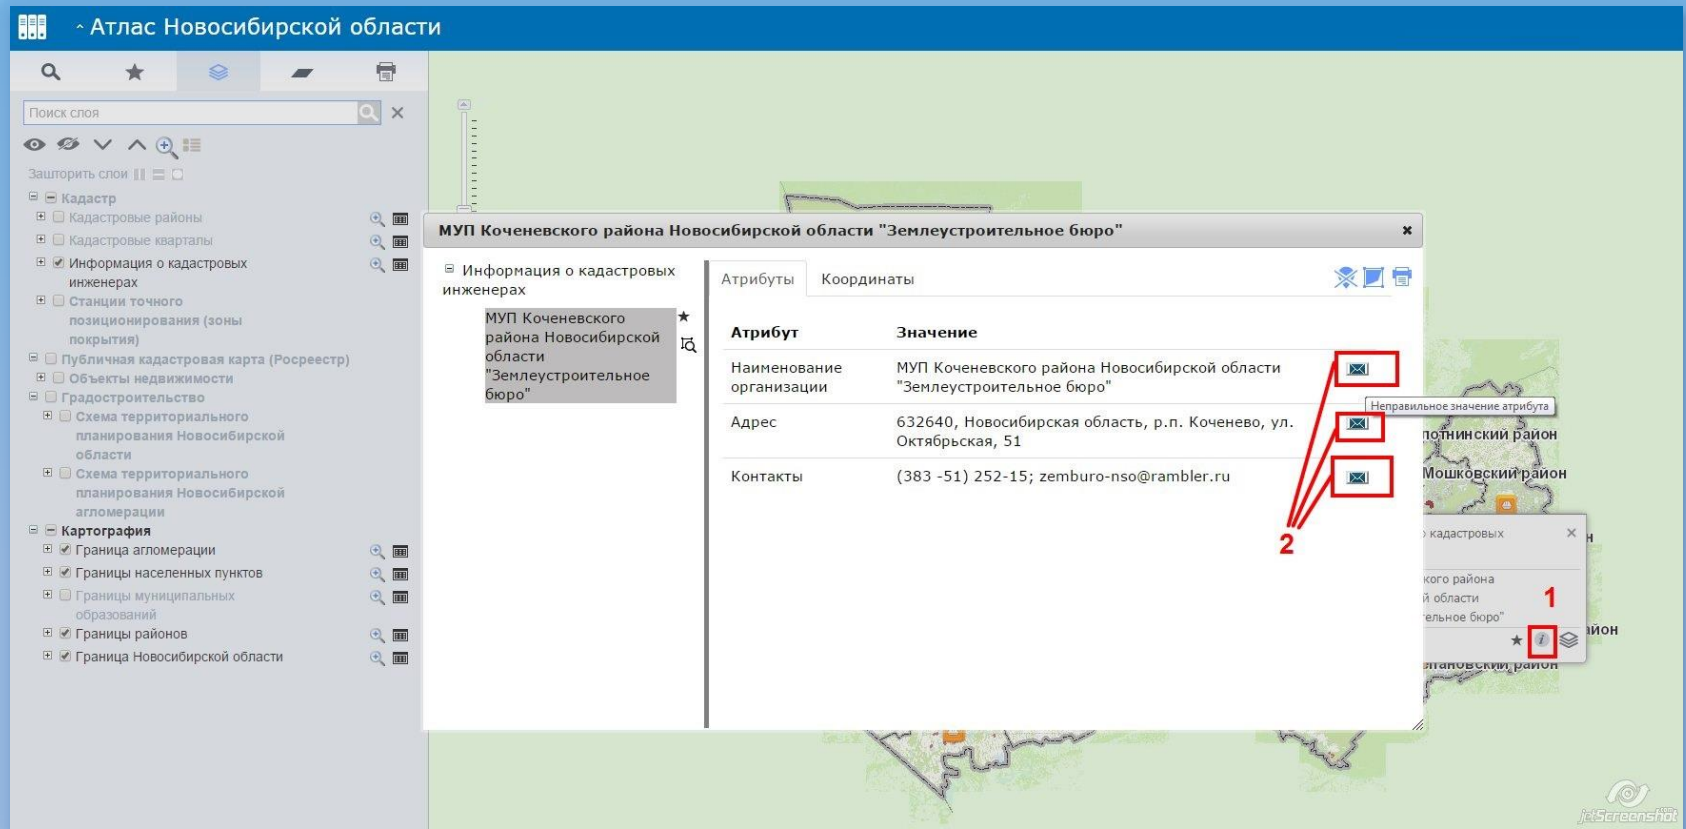 ^ Атлас Новосибирской области
Поиск слоя
Зашторить слои
Кадастр
Кадастровые районы
Кадастровые кварталы
Информация о кадастровых
инженерах
Станции точного
позиционирования (зоны
покрытия)
Публичная кадастровая карта (Росреестр)
Объекты недвижимости
Градостроительство
Схема территориального
планирования Новосибирской
области
Схема территориального
планирования Новосибирской
агломерации
Картография
Граница агломерации
Границы населенных пунктов
Границы муниципальных
образований
Границы районов
Граница Новосибирской области
МУП Коченевского района Новосибирской области "Землеустроительное бюро"
Информация о кадастровых
инженерах
МУП Коченевского
района Новосибирской
области
"Землеустроительное
бюро"
Атрибуты Координаты
Атрибут Значение
Наименование
организации
МУП Коченевского района Новосибирской области
"Землеустроительное бюро"
Неправильное значение атрибута
Адрес
632640, Новосибирская область, р.п. Коченево, ул.
Октябрьская, 51
Контакты
(383 -51) 252-15; zemburo-nso@rambler.ru
2
лотнинский район
Мошковский район
кадастровых
кого района
й области
ельное бюро"
1
айон
jetScreenshot